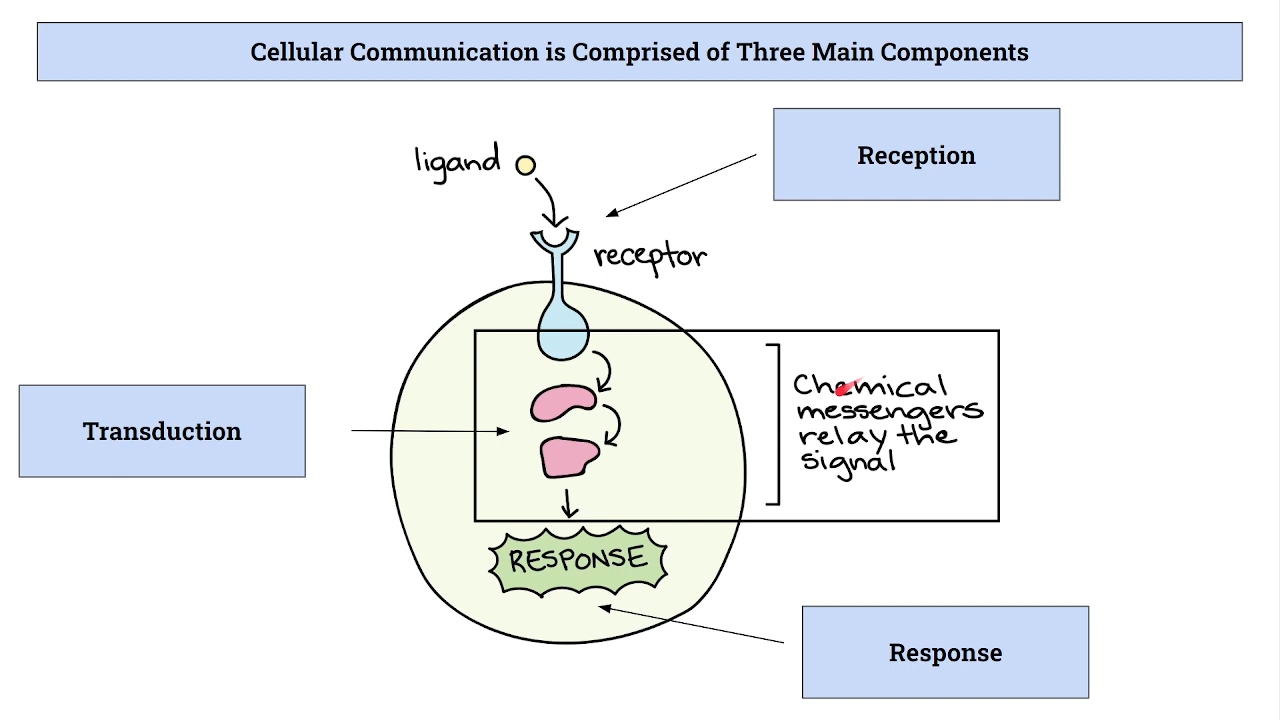 Cellular Communication is Comprised of Three Main Components
Reception
ligand
receptor
Transduction
Chemical
messengers
relay the
signal
RESPONSE
Response